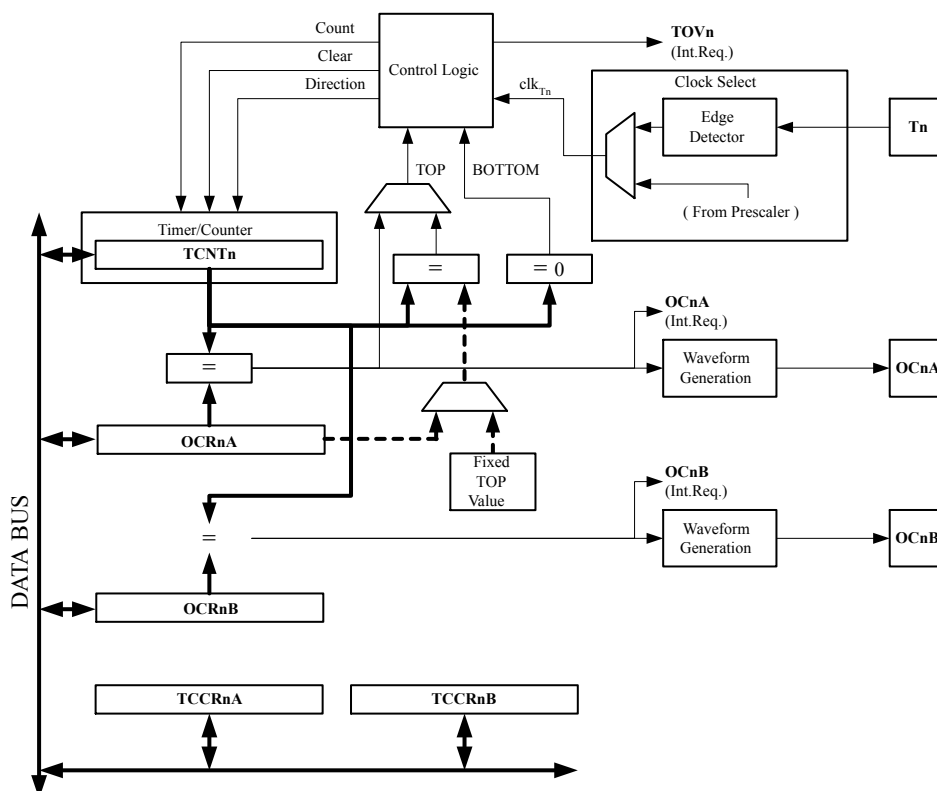 Count
Clear
Direction
Control Logic
TOVn
(Int.Req.)
clkTn
Clock Select
Edge
Detector
Tn
( From Prescaler )
TOP
BOTTOM
Timer/Counter
TCNTn
=
= 0
OCnA
(Int.Req.)
=
Waveform
Generation
OCnA
OCRnA
Fixed
TOP
Value
OCnB
(Int.Req.)
=
Waveform
Generation
OCnB
DATA BUS
OCRnB
TCCRnA
TCCRnB